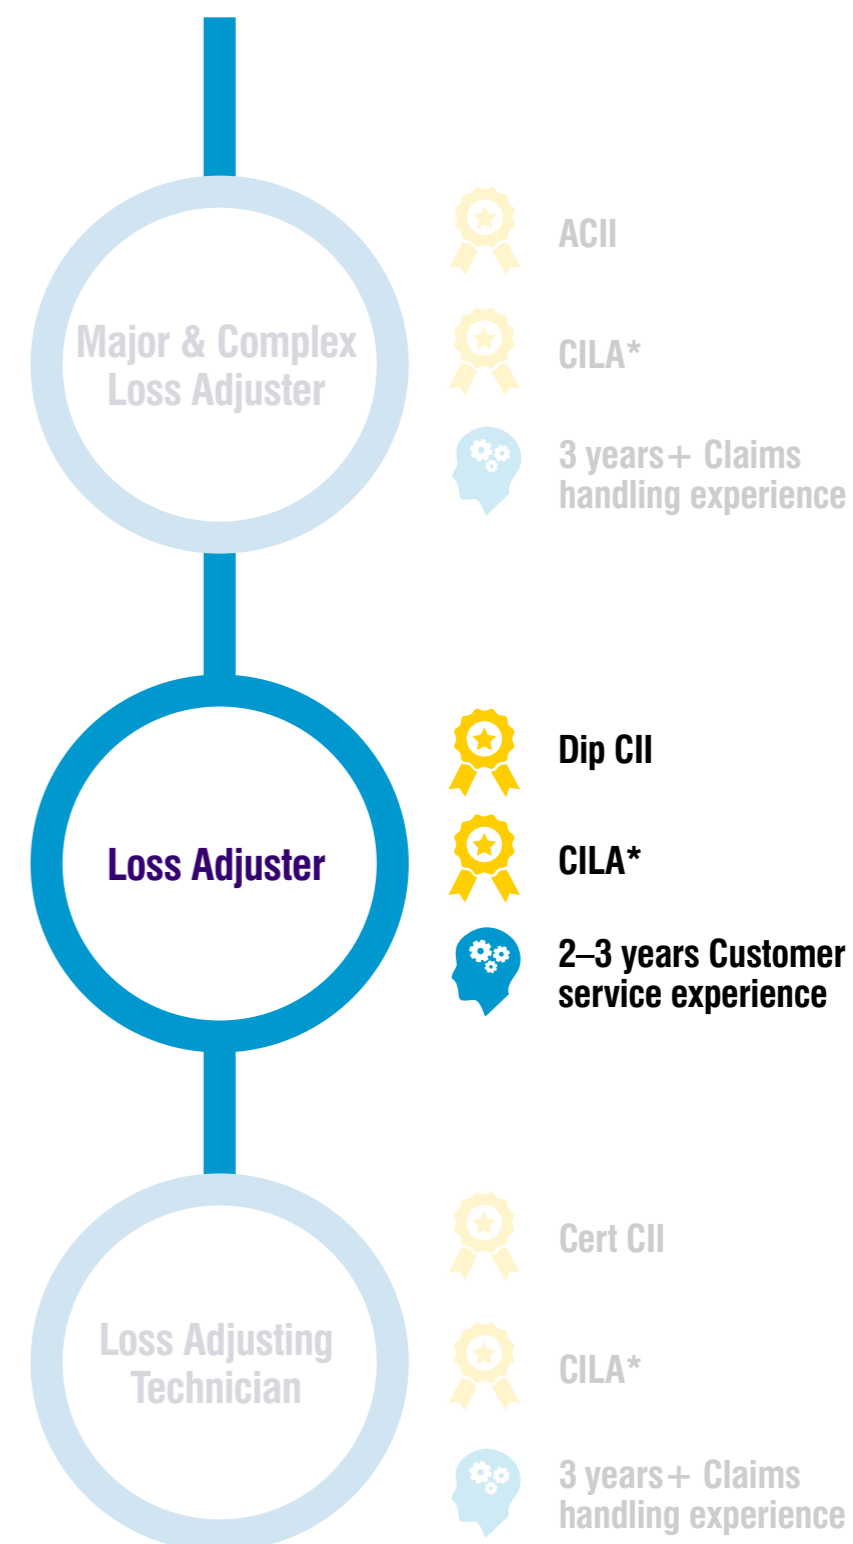 Major & Complex
Loss Adjuster
ACII
CILA*
3 years+ Claims
handling experience
Loss Adjuster
Dip CII
CILA*
2–3 years Customer
service experience
Loss Adjusting
Technician
Cert CII
CILA*
3 years+ Claims
handling experience